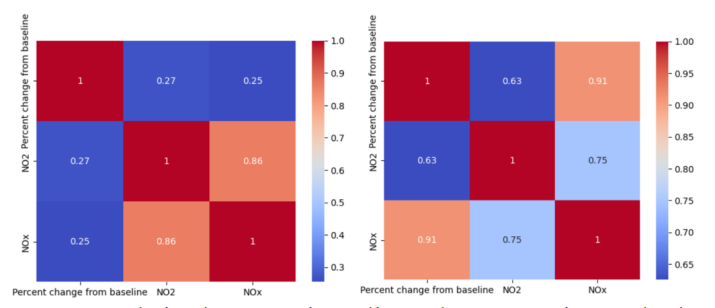 Percent change from baseline
NO2
NOx
1 0.27 0.25
0.27 1 0.86
0.25 0.86 1
Percent change from baseline NO2 NOx
1.0
0.9
0.8
0.7
0.6
0.5
0.4
0.3
Percent change from baseline
NO2
NOx
1 0.63 0.91
0.63 1 0.75
0.91 0.75 1
Percent change from baseline NO2 NOx
1.00
0.95
0.90
0.85
0.80
0.75
0.70
0.65